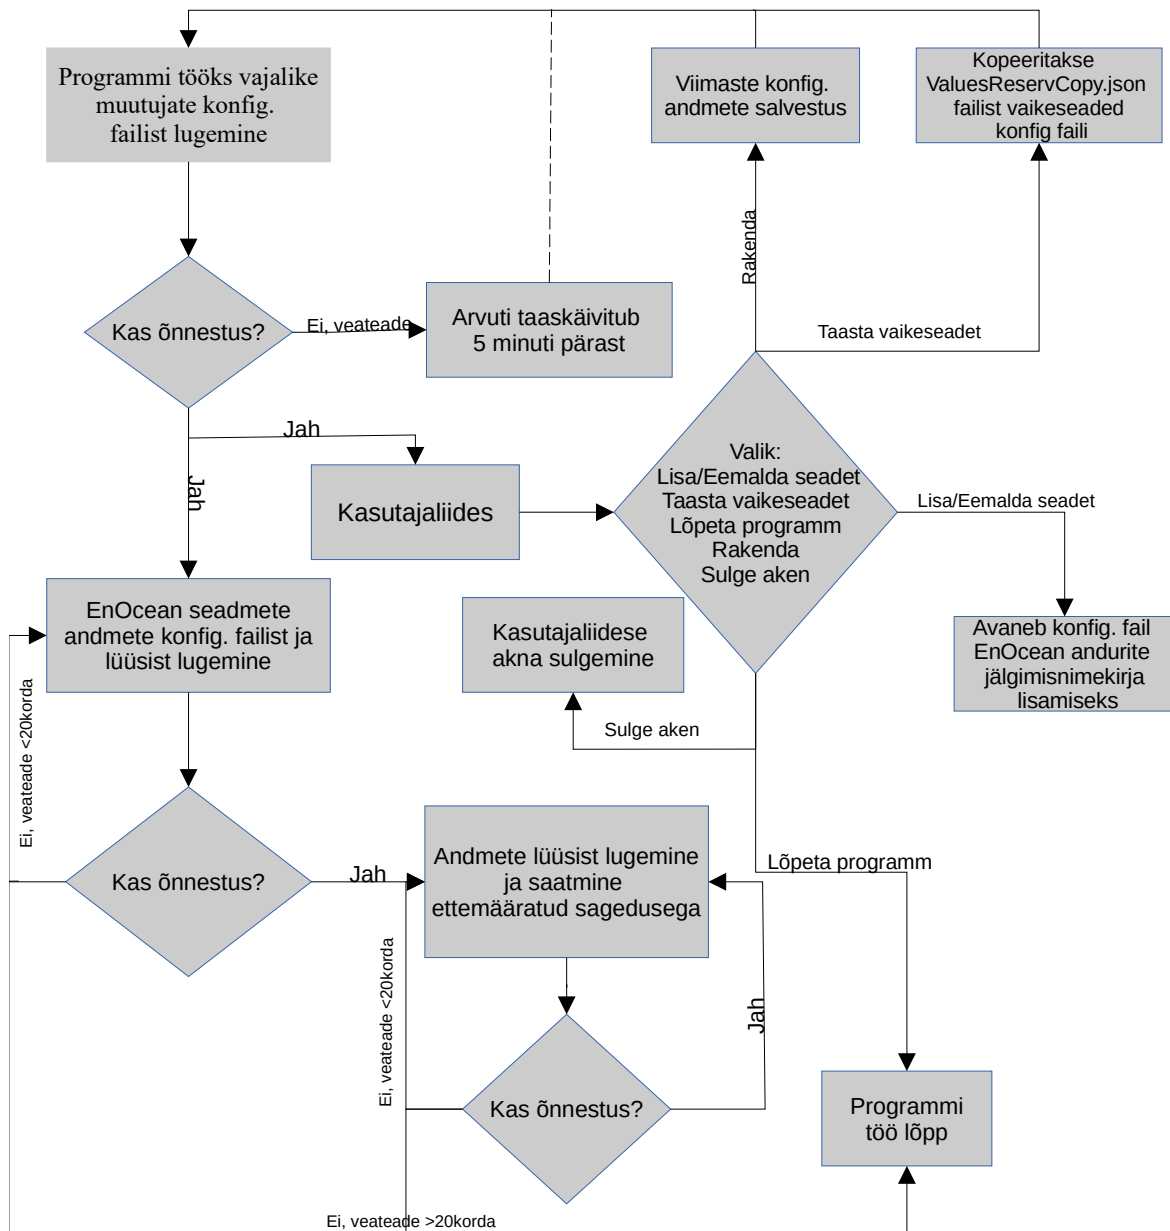 Programmi tööks vajalike
muutujate konfig.
failist lugemine
Viimaste konfig.
andmete salvestus
Kopeeritakse
ValuesReservCopy.json
failist vaikeseaded
konfig faili
Rakenda
Taasta vaikeseadet
Kas õnnestus?
Ei, veateade
Arvuti taaskäivitub
5 minuti pärast
Jah
Jah
Kasutajaliides
Valik:
Lisa/Eemalda seadet
Taasta vaikeseadet
Lõpeta programm
Rakenda
Sulge aken
Lisa/Eemalda seadet
EnOcean seadmete
andmete konfig. failist ja
lüüsist lugemine
Kasutajaliidese
akna sulgemine
Avaneb konfig. fail
EnOcean andurite
jälgimisnimekirja
lisamiseks
Sulge aken
Ei, veateade <20korda
Kas õnnestus?
Jah
Andmete lüüsist lugemine
ja saatmine
ettemääratud sagedusega
Lõpeta programm
Ei, veateade <20korda
Jah
Kas õnnestus?
Programmi
töö lõpp
Ei, veateade >20korda